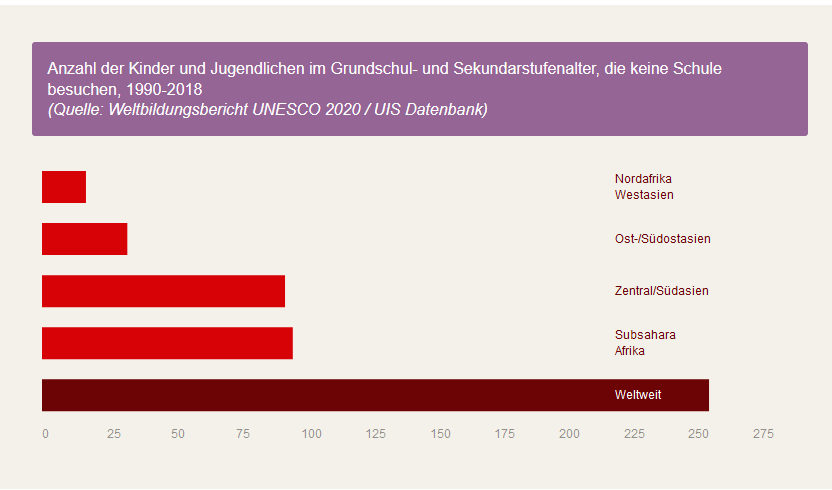 Anzahl der Kinder und Jugendlichen im Grundschul- und Sekundarstufenalter, die keine Schule
besuchen, 1990-2018
(Quelle: Weltbildungsbericht UNESCO 2020 / UIS Datenbank)
Nordafrika
Westasien
Ost-/Südostasien
Zentral/Südasien
Subsahara
Afrika
Weltweit
0 25 50 75 100 125 150 175 200 225 250 275